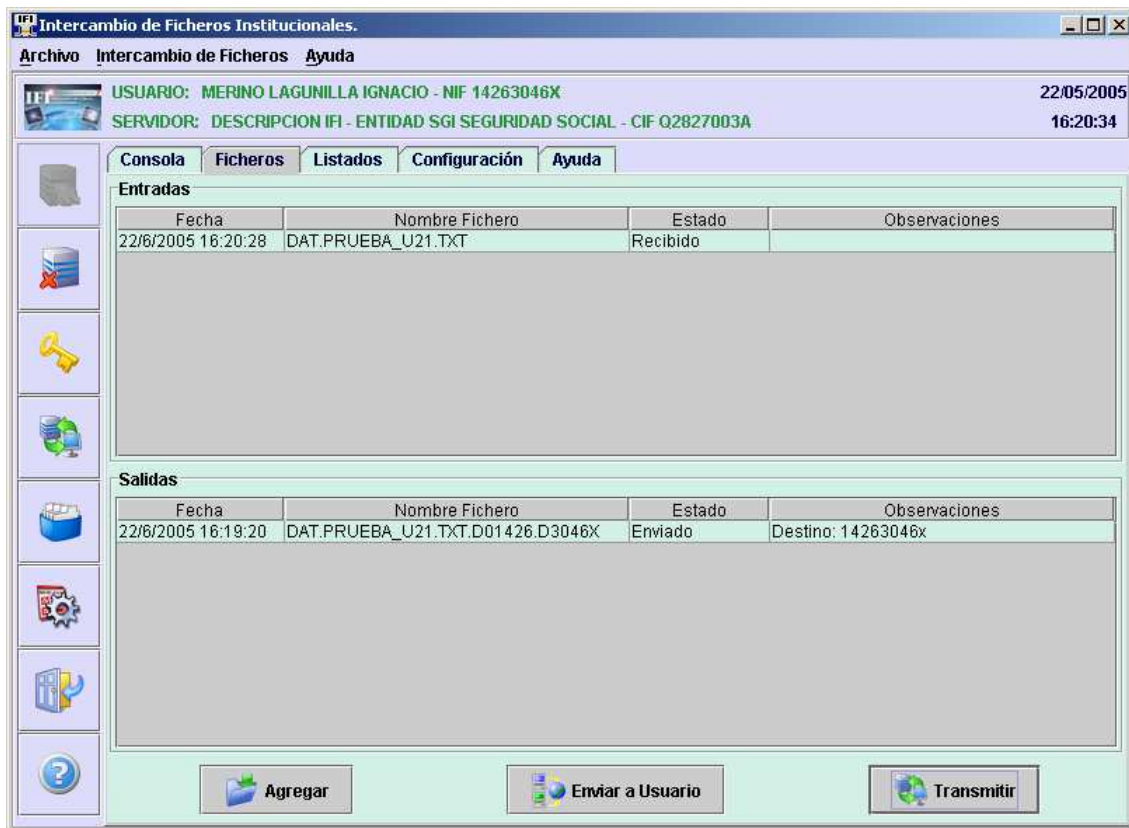 IFI Intercambio de Ficheros Institucionales.
Archivo Intercambio de Ficheros Ayuda
IFI
USUARIO: MERINO LAGUNILLA IGNACIO - NIF 14263046X 22/05/2005
SERVIDOR: DESCRIPCION IFI - ENTIDAD SGI SEGURIDAD SOCIAL - CIF Q2827003A 16:20:34
Consola Ficheros Listados Configuración Ayuda
Entradas
Fecha Nombre Fichero Estado Observaciones
22/6/2005 16:20:28 DAT.PRUEBA_U21.TXT Recibido
Salidas
Fecha Nombre Fichero Estado Observaciones
22/6/2005 16:19:20 DAT.PRUEBA_U21.TXT.D01426.D3046X Enviado Destino: 14263046x
Agregar Enviar a Usuario Transmitir